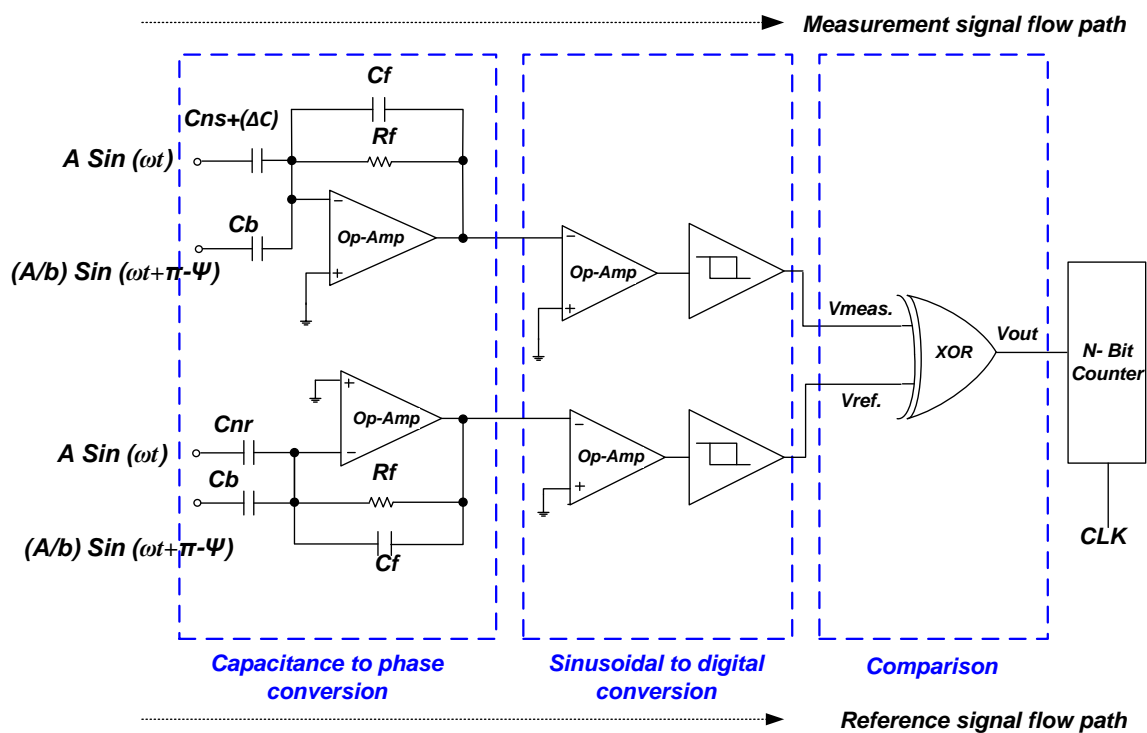 Measurement signal flow path
Cf
Cns+(ΔC)
Rf
A Sin (ωt)
−
Cb
Op-Amp
(A/b) Sin (ωt+π-Ψ)
+
−
Op-Amp
+
Vmeas.
XOR
Vout
N- Bit
Counter
+
Op-Amp
−
Vref.
Cnr
A Sin (ωt)
Cb
Rf
−
Op-Amp
+
(A/b) Sin (ωt+π-Ψ)
Cf
CLK
Capacitance to phase
conversion
Sinusoidal to digital
conversion
Comparison
Reference signal flow path